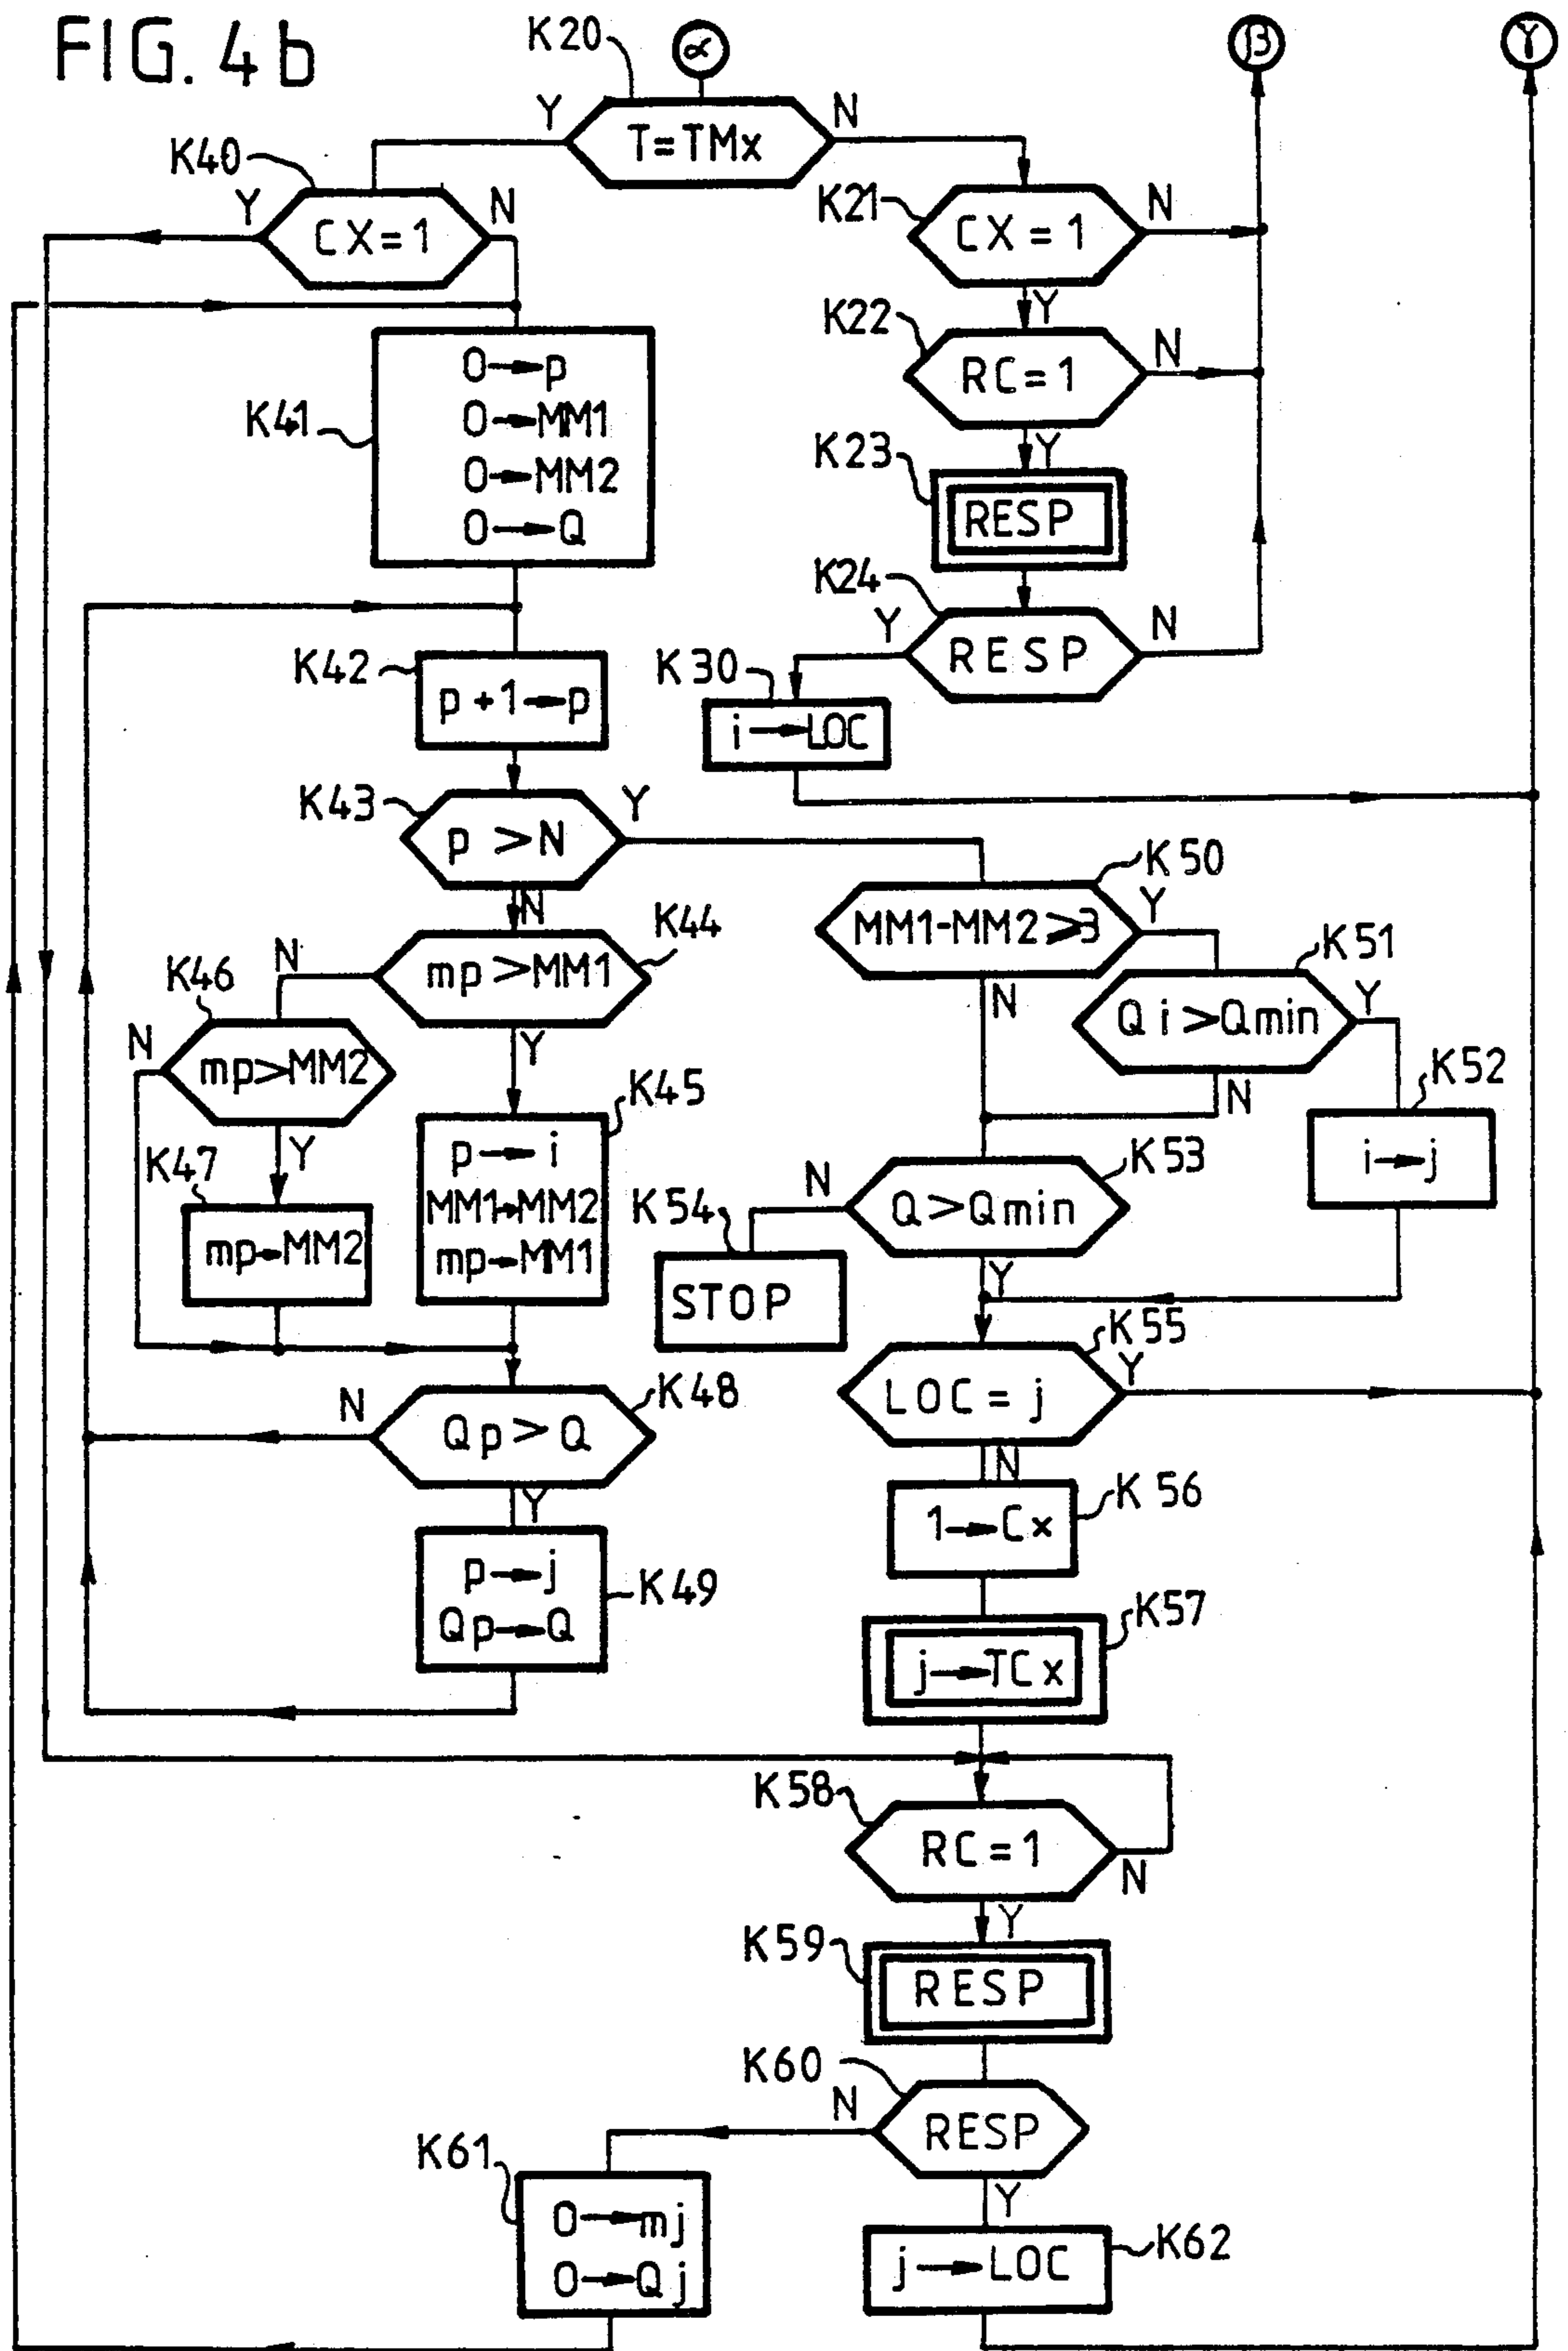 FIG. 4b
K20
α
β
γ
Y
T=TMx
N
K40
Y
CX=1
N
K21
CX=1
N
Y
K22
RC=1
N
Y
K41
0→p
0→MM1
0→MM2
0→Q
K23
RESP
K24
Y
RESP
N
K42
p+1→p
K30
i→LOC
K43
p>N
Y
N
K50
MM1-MM2≥3
Y
N
K44
mp>MM1
N
Y
K51
Qi>Qmin
Y
N
K46
N
mp>MM2
Y
K45
p→i
MM1→MM2
mp→MM1
K52
i→j
K47
mp→MM2
K53
N
Q>Qmin
Y
K54
STOP
K55
LOC=j
Y
N
K48
N
Qp>Q
Y
K56
1→Cx
K49
p→j
Qp→Q
K57
j→TCx
K58
RC=1
N
Y
K59
RESP
K60
N
RESP
Y
K61
0→mj
0→Qj
K62
j→LOC